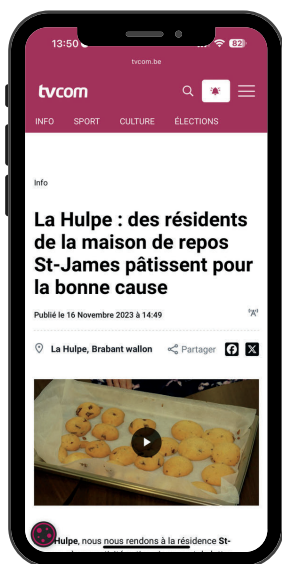 13:50
82
tvcom.be
tvcom
INFO SPORT CULTURE ÉLECTIONS
Info
La Hulpe : des résidents
de la maison de repos
St-James pâtissent pour
la bonne cause
Publié le 16 Novembre 2023 à 14:49
La Hulpe, Brabant wallon Partager
Hulpe, nous nous rendons à la résidence St-